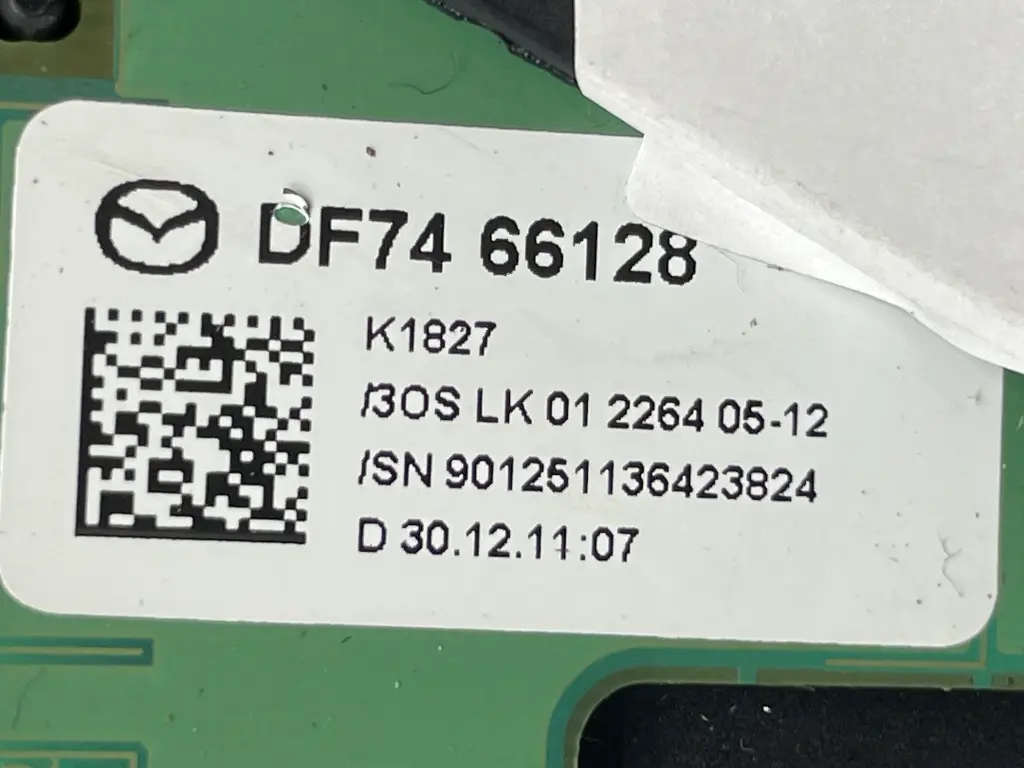 DF74 66128
K1827
/3OS LK 01 2264 05-12
/SN 901251136423824
D 30.12.11:07